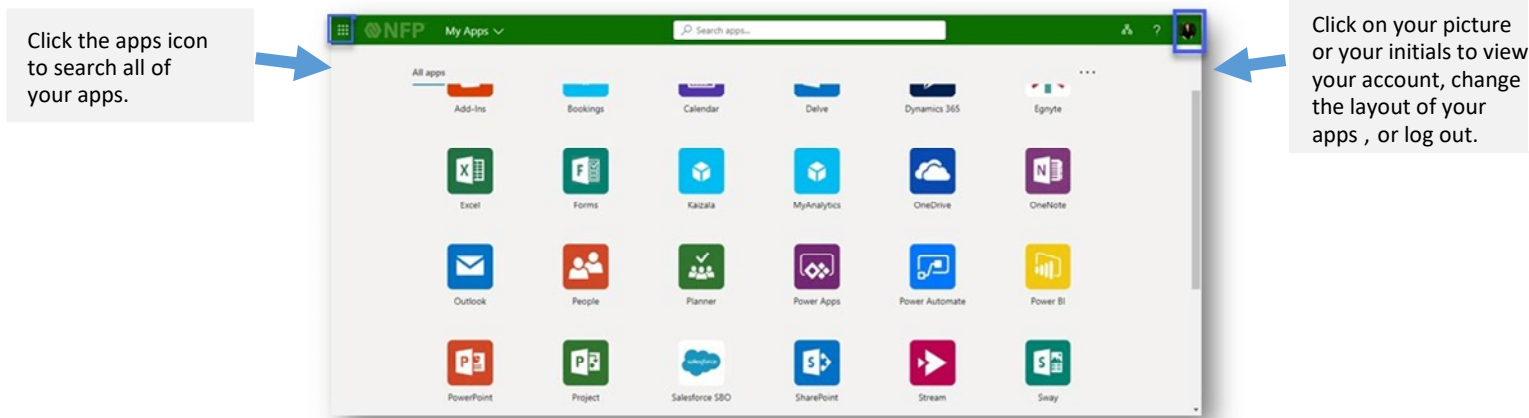 Click the apps icon
to search all of
your apps.
NFP
My Apps
Search apps...
?
Click on your picture
or your initials to view
your account, change
the layout of your
apps , or log out.
All apps
...
Add-Ins Bookings Calendar Delve Dynamics 365 Egnyte
Excel Forms Kaizala MyAnalytics OneDrive OneNote
Outlook People Planner Power Apps Power Automate Power BI
PowerPoint Project Salesforce SBO SharePoint Stream Sway